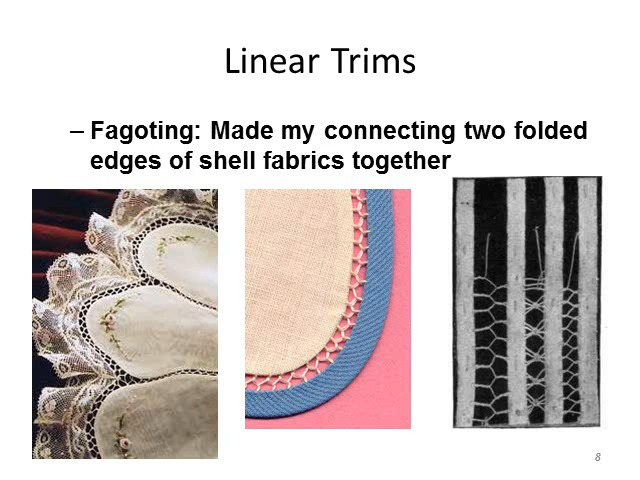 Linear Trims
– Fagoting: Made my connecting two folded
edges of shell fabrics together
8